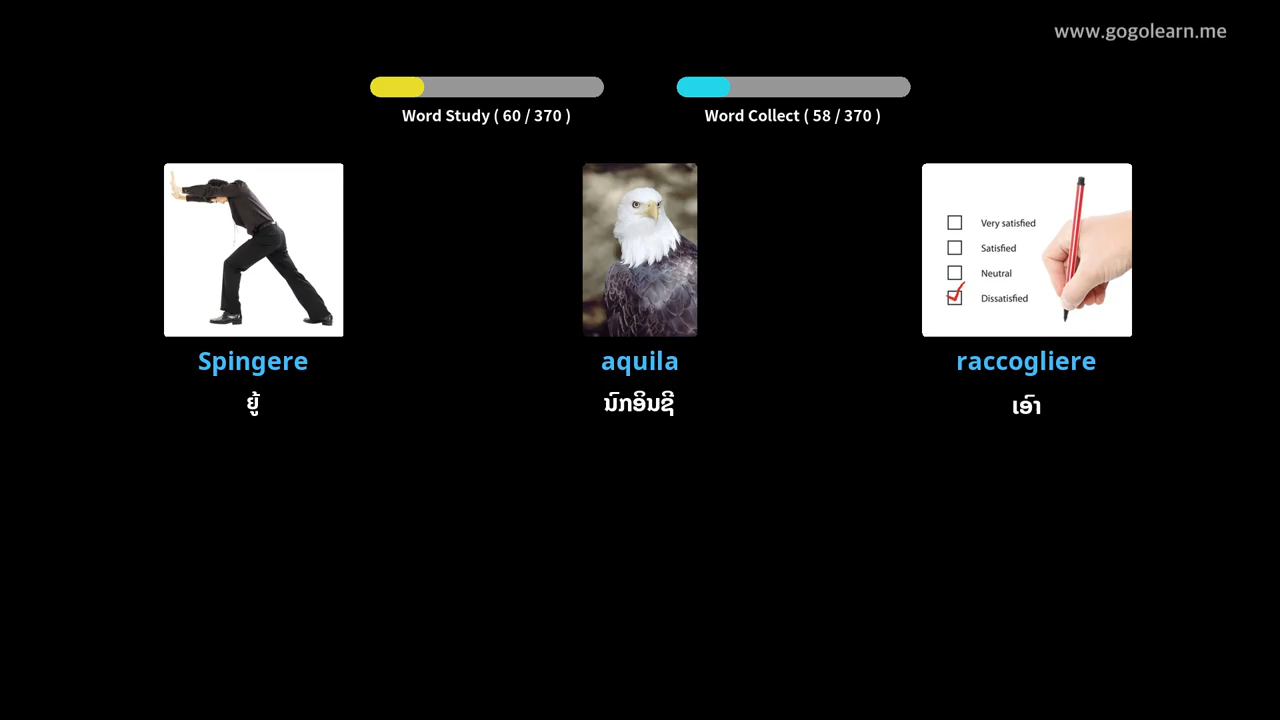 www.gogolearn.me
Word Study ( 60 / 370 )
Word Collect ( 58 / 370 )
Very satisfied
Satisfied
Neutral
Dissatisfied
Spingere
aquila
raccogliere
ຍູ້
ນົກອິນຊີ
ເອົາ